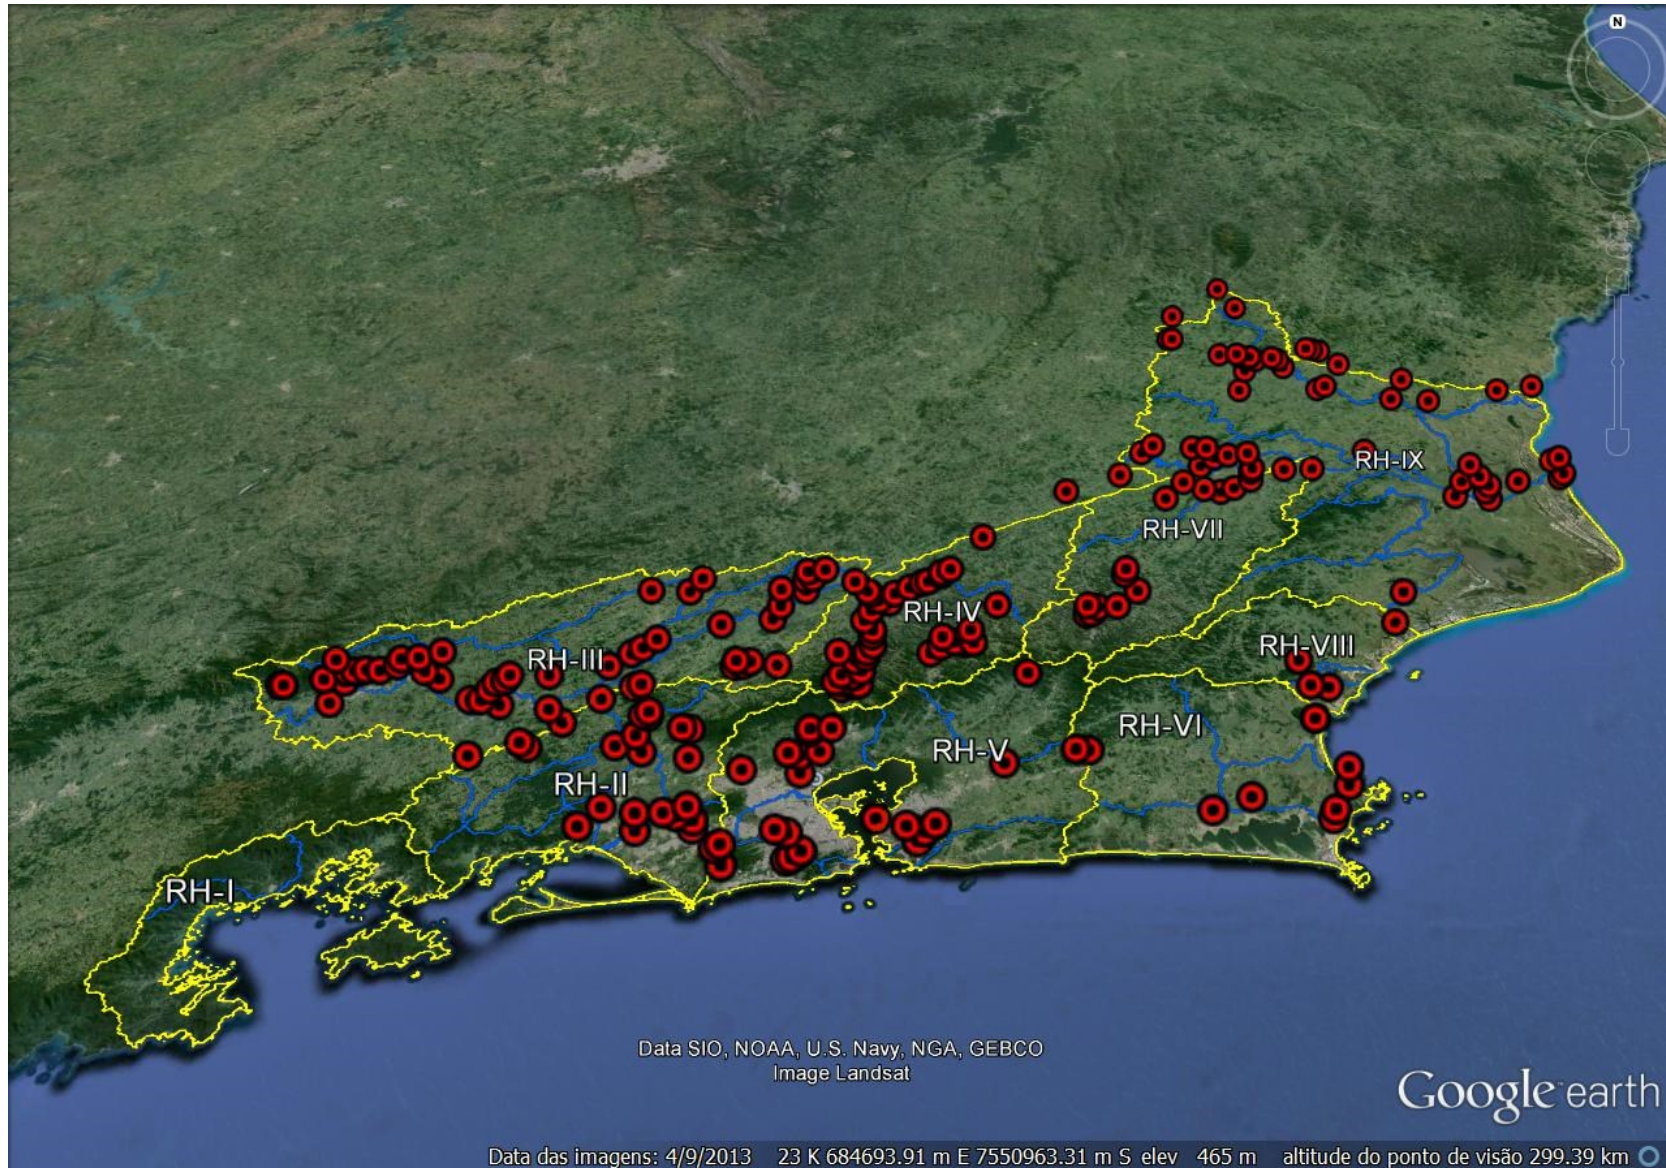 N
RH-IX
RH-VII
RH-IV
RH-VIII
RH-III
RH-VI
RH-V
RH-II
RH-I
Data SIO, NOAA, U.S. Navy, NGA, GEBCO
Image Landsat
Google earth
Data das imagens: 4/9/2013 23 K 684693.91 m E 7550963.31 m S elev 465 m altitude do ponto de visão 299.39 km